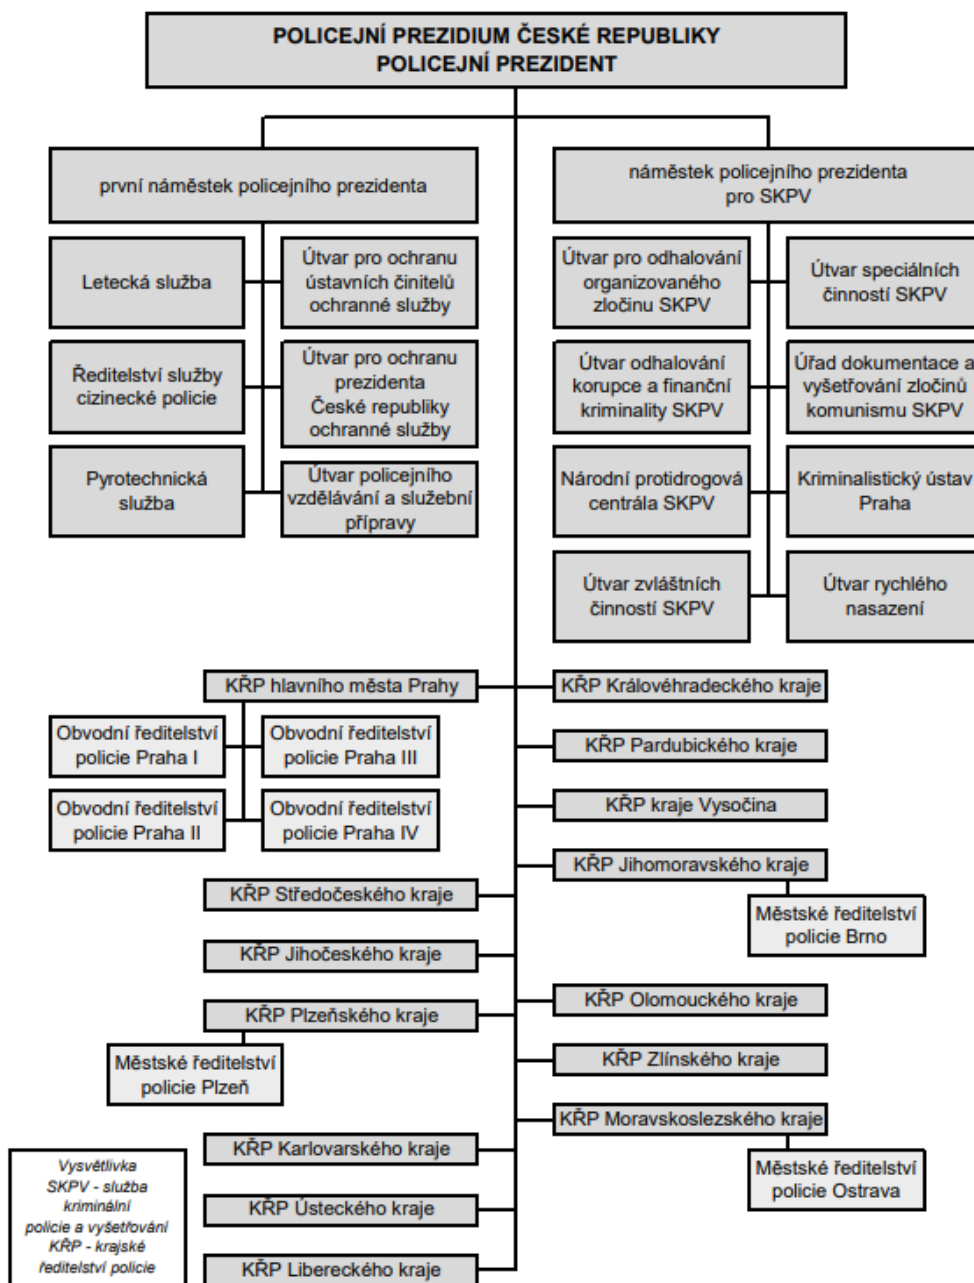 POLICEJNÍ PREZIDIUM ČESKÉ REPUBLIKY
POLICEJNÍ PREZIDENT
první náměstek policejního prezidenta
náměstek policejního prezidenta
pro SKPV
Letecká služba
Útvar pro ochranu
ústavních činitelů
ochranné služby
Ředitelství služby
cizinecké policie
Útvar pro ochranu
prezidenta
České republiky
ochranné služby
Pyrotechnická
služba
Útvar policejního
vzdělávání a služební
přípravy
Útvar pro odhalování
organizovaného
zločinu SKPV
Útvar speciálních
činností SKPV
Útvar odhalování
korupce a finanční
kriminality SKPV
Úřad dokumentace a
vyšetřování zločinů
komunismu SKPV
Národní protidrogová
centrála SKPV
Kriminalistický ústav
Praha
Útvar zvláštních
činností SKPV
Útvar rychlého
nasazení
KŘP hlavního města Prahy
Obvodní ředitelství
policie Praha I
Obvodní ředitelství
policie Praha III
Obvodní ředitelství
policie Praha II
Obvodní ředitelství
policie Praha IV
KŘP Středočeského kraje
KŘP Jihočeského kraje
KŘP Plzeňského kraje
Městské ředitelství
policie Plzeň
KŘP Karlovarského kraje
KŘP Ústeckého kraje
KŘP Libereckého kraje
KŘP Královéhradeckého kraje
KŘP Pardubického kraje
KŘP kraje Vysočina
KŘP Jihomoravského kraje
Městské ředitelství
policie Brno
KŘP Olomouckého kraje
KŘP Zlínského kraje
KŘP Moravskoslezského kraje
Městské ředitelství
policie Ostrava
Vysvětlivka
SKPV - služba
kriminální
policie a vyšetřování
KŘP - krajské
ředitelství policie